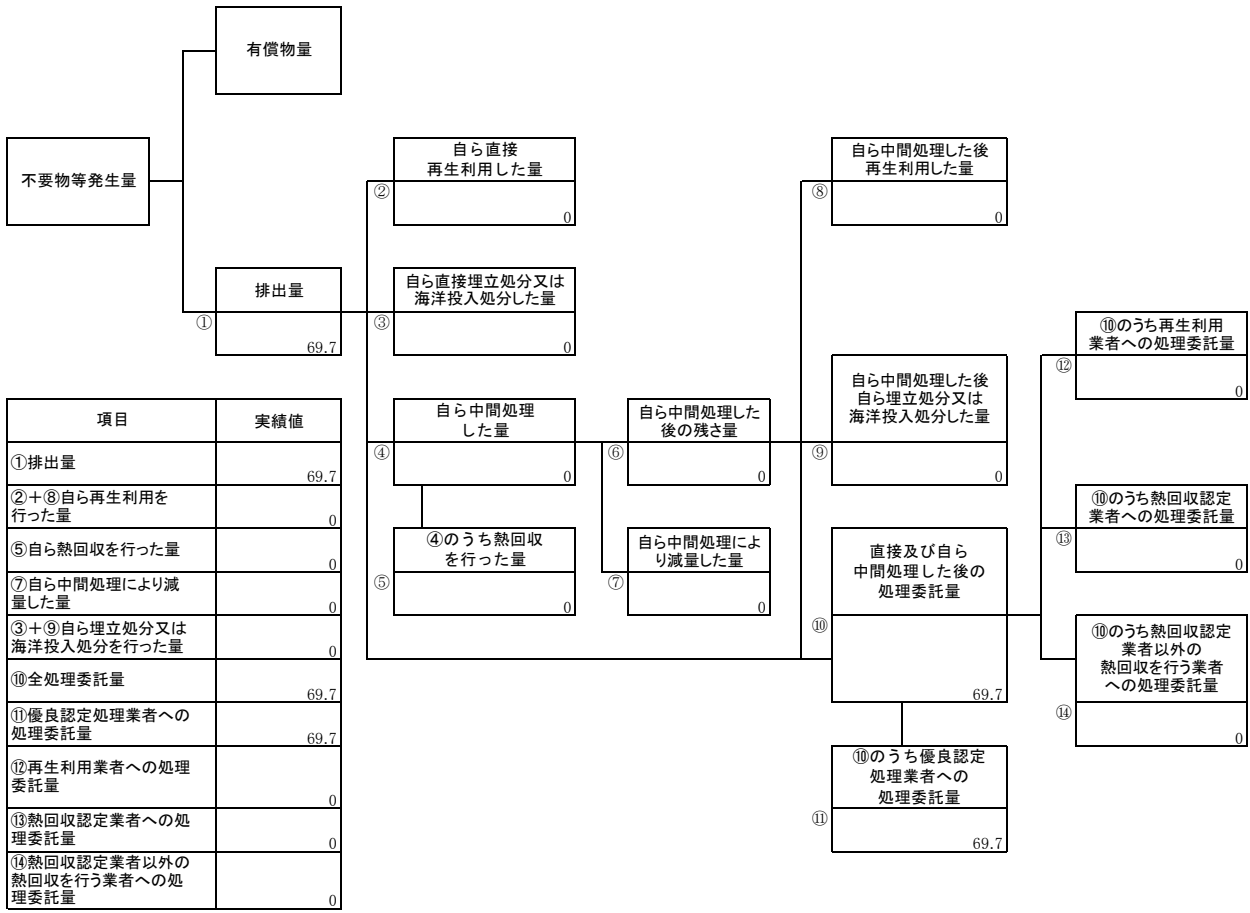 有償物量
不要物等発生量
排出量
①
69.7
自ら直接
再生利用した量
②
0
自ら直接埋立処分又は
海洋投入処分した量
③
0
自ら中間処理
した量
④
0
④のうち熱回収
を行った量
⑤
0
自ら中間処理した
後の残さ量
⑥
0
自ら中間処理によ
り減量した量
⑦
0
自ら中間処理した後
再生利用した量
⑧
0
自ら中間処理した後
自ら埋立処分又は
海洋投入処分した量
⑨
0
直接及び自ら
中間処理した後の
処理委託量
⑩
69.7
⑩のうち優良認定
処理業者への
処理委託量
⑪
69.7
⑩のうち再生利用
業者への処理委託量
⑫
0
⑩のうち熱回収認定
業者への処理委託量
⑬
0
⑩のうち熱回収認定
業者以外の
熱回収を行う業者
への処理委託量
⑭
0
項目 実績値
①排出量
69.7
②+⑧自ら再生利用を
行った量
0
⑤自ら熱回収を行った量
0
⑦自ら中間処理により減
量した量
0
③+⑨自ら埋立処分又は
海洋投入処分を行った量
0
⑩全処理委託量
69.7
⑪優良認定処理業者への
処理委託量
69.7
⑫再生利用業者への処理
委託量
0
⑬熱回収認定業者への処
理委託量
0
⑭熱回収認定業者以外の
熱回収を行う業者への処
理委託量
0